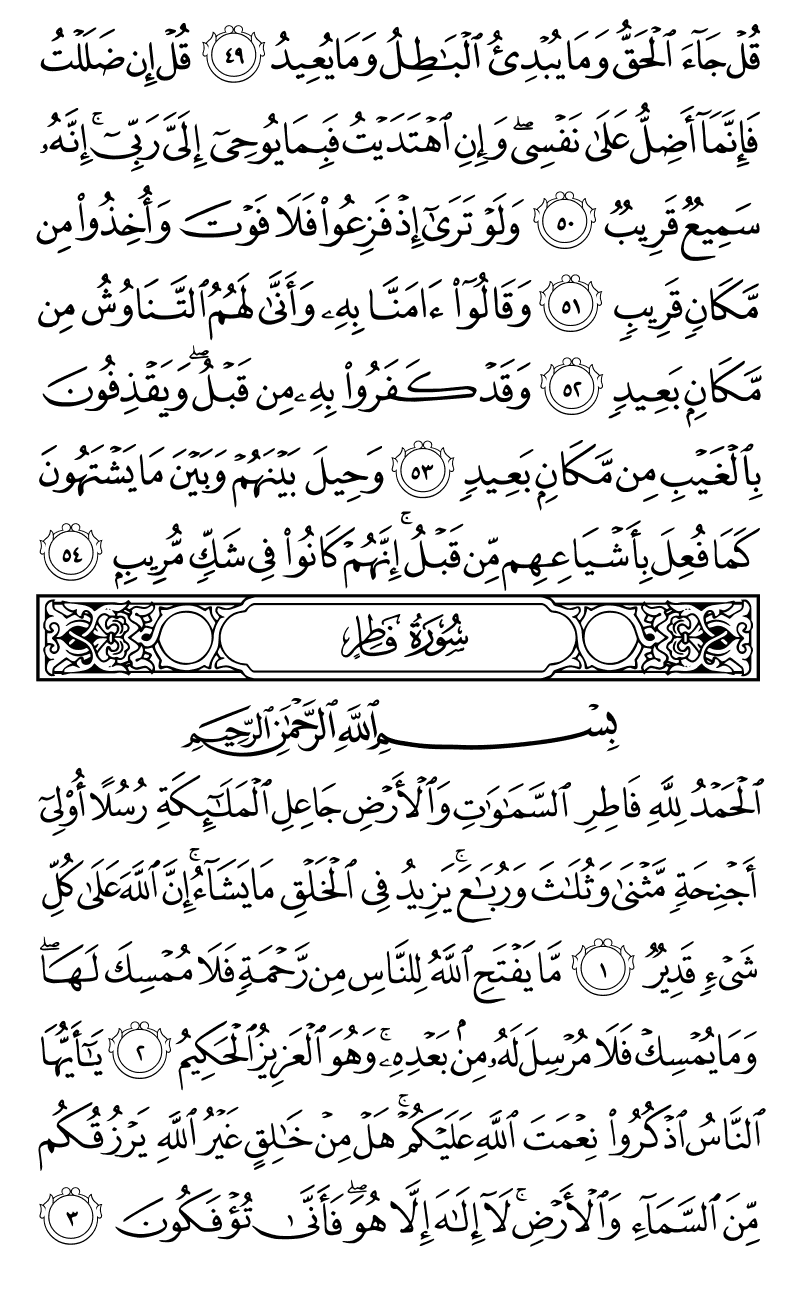 قُلْ جَآءَ ٱلْحَقُّ وَمَا يُبْدِئُ ٱلْبَٰطِلُ وَمَا يُعِيدُ ٤٩ قُلْ إِن ضَلَلْتُ
فَإِنَّمَآ أَضِلُّ عَلَىٰ نَفْسِىۖ وَإِنِ ٱهْتَدَيْتُ فَبِمَا يُوحِىٓ إِلَىَّ رَبِّىٓۚ إِنَّهُۥ
سَمِيعٌ قَرِيبٌ ٥٠ وَلَوْ تَرَىٰٓ إِذْ فَزِعُوا۟ فَلَا فَوْتَ وَأُخِذُوا۟ مِن
مَّكَانٍ قَرِيبٍ ٥١ وَقَالُوٓا۟ ءَامَنَّا بِهِۦ وَأَنَّىٰ لَهُمُ ٱلتَّنَاوُشُ مِن
مَّكَانٍۭ بَعِيدٍ ٥٢ وَقَدْ كَفَرُوا۟ بِهِۦ مِن قَبْلُۖ وَيَقْذِفُونَ
بِٱلْغَيْبِ مِن مَّكَانٍۭ بَعِيدٍ ٥٣ وَحِيلَ بَيْنَهُمْ وَبَيْنَ مَا يَشْتَهُونَ
كَمَا فُعِلَ بِأَشْيَاعِهِم مِّن قَبْلُۚ إِنَّهُمْ كَانُوا۟ فِى شَكٍّ مُّرِيبٍۭ ٥٤
سُورَةُ فَاطِرٍ
بِسْمِ ٱللَّهِ ٱلرَّحْمَٰنِ ٱلرَّحِيمِ
ٱلْحَمْدُ لِلَّهِ فَاطِرِ ٱلسَّمَٰوَٰتِ وَٱلْأَرْضِ جَاعِلِ ٱلْمَلَٰٓئِكَةِ رُسُلًا أُو۟لِىٓ
أَجْنِحَةٍ مَّثْنَىٰ وَثُلَٰثَ وَرُبَٰعَۚ يَزِيدُ فِى ٱلْخَلْقِ مَا يَشَآءُۚ إِنَّ ٱللَّهَ عَلَىٰ كُلِّ
شَىْءٍ قَدِيرٌ ١ مَّا يَفْتَحِ ٱللَّهُ لِلنَّاسِ مِن رَّحْمَةٍ فَلَا مُمْسِكَ لَهَاۖ
وَمَا يُمْسِكْ فَلَا مُرْسِلَ لَهُۥ مِنۢ بَعْدِهِۦۚ وَهُوَ ٱلْعَزِيزُ ٱلْحَكِيمُ ٢ يَٰٓأَيُّهَا
ٱلنَّاسُ ٱذْكُرُوا۟ نِعْمَتَ ٱللَّهِ عَلَيْكُمْۚ هَلْ مِنْ خَٰلِقٍ غَيْرُ ٱللَّهِ يَرْزُقُكُم
مِّنَ ٱلسَّمَآءِ وَٱلْأَرْضِۚ لَآ إِلَٰهَ إِلَّا هُوَۖ فَأَنَّىٰ تُؤْفَكُونَ ٣